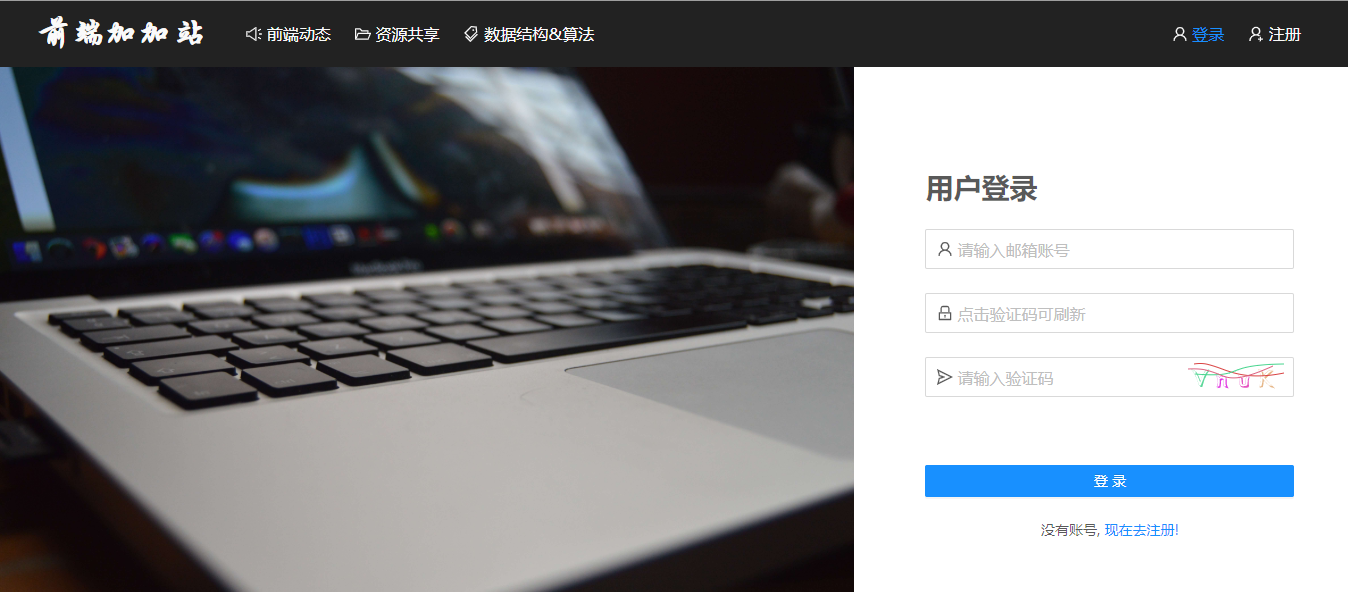 前端加加站 前端动态 资源共享 数据结构&算法 登录 注册
用户登录
请输入邮箱账号
点击验证码可刷新
请输入验证码
登 录
没有账号, 现在去注册!